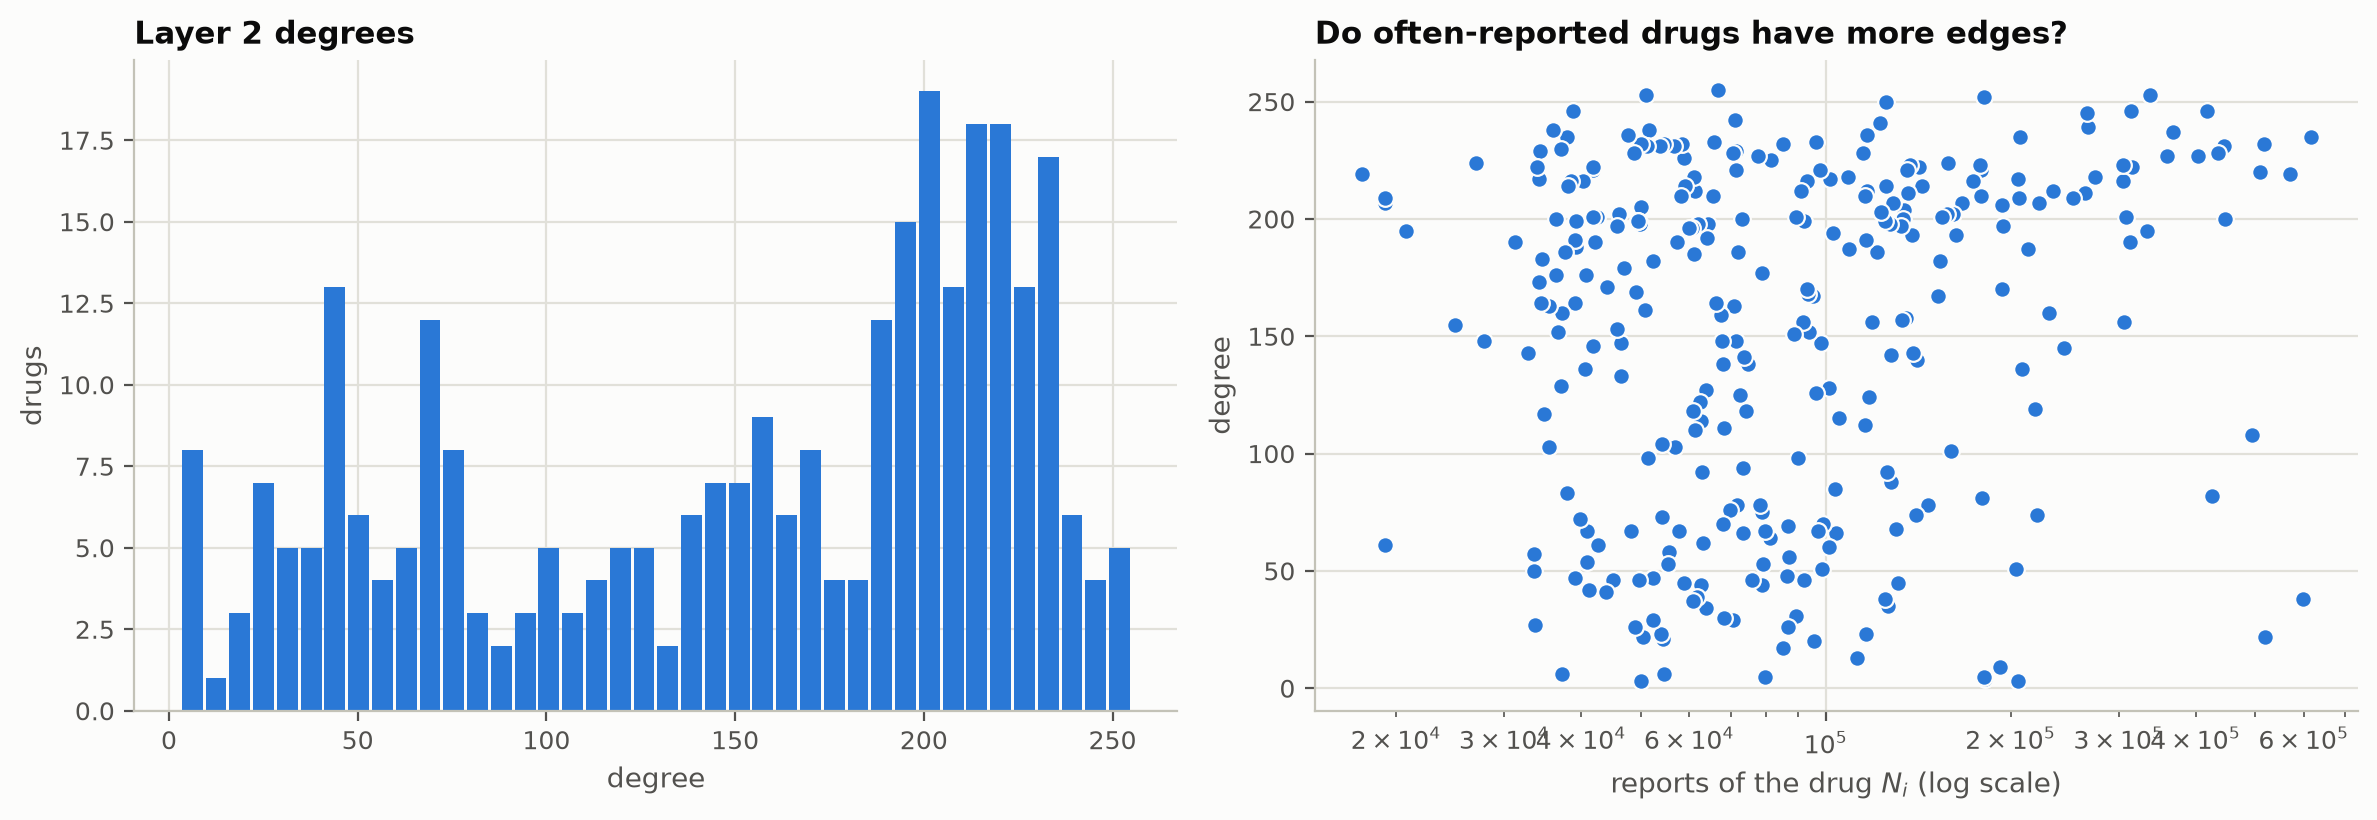 Layer 2 degrees
drugs
17.5
15.0
12.5
10.0
7.5
5.0
2.5
0.0
0 50 100 150 200 250
degree
Do often-reported drugs have more edges?
degree
250
200
150
100
50
0
2 × 10⁴ 3 × 10⁴ 4 × 10⁴ 6 × 10⁴ 10⁵ 2 × 10⁵ 3 × 10⁵ 4 × 10⁵ 6 × 10⁵
reports of the drug Nᵢ (log scale)